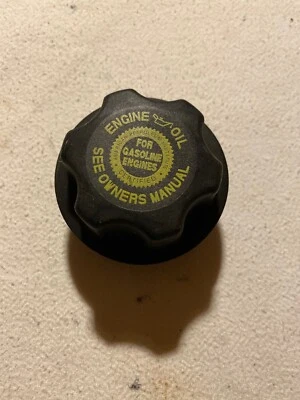 ENGINE OIL
FOR
GASOLINE
ENGINES
SEE OWNERS MANUAL